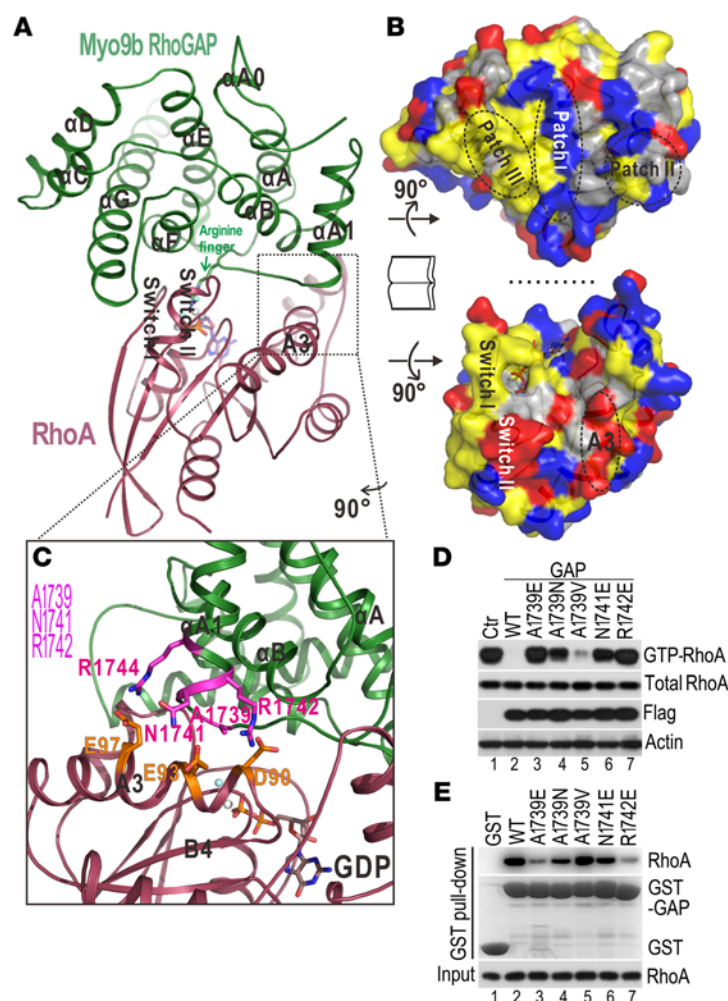 A
Myo9b RhoGAP
αA0
αD
αE
αC
αA
αG
αB
αF
αA1
Arginine
finger
Switch I
Switch II
A3
RhoA
90°
B
Patch III
Patch I
Patch II
90°
90°
Switch I
Switch II
A3
C
A1739
N1741
R1742
αA1
αA
αB
R1744
R1742
A1739
N1741
E97
A3
E93
D90
B4
GDP
D
GAP
Ctr
WT
A1739E
A1739N
A1739V
N1741E
R1742E
GTP-RhoA
Total RhoA
Flag
Actin
1 2 3 4 5 6 7
E
GST
WT
A1739E
A1739N
A1739V
N1741E
R1742E
GST pull-down
RhoA
GST
-GAP
GST
Input
RhoA
1 2 3 4 5 6 7